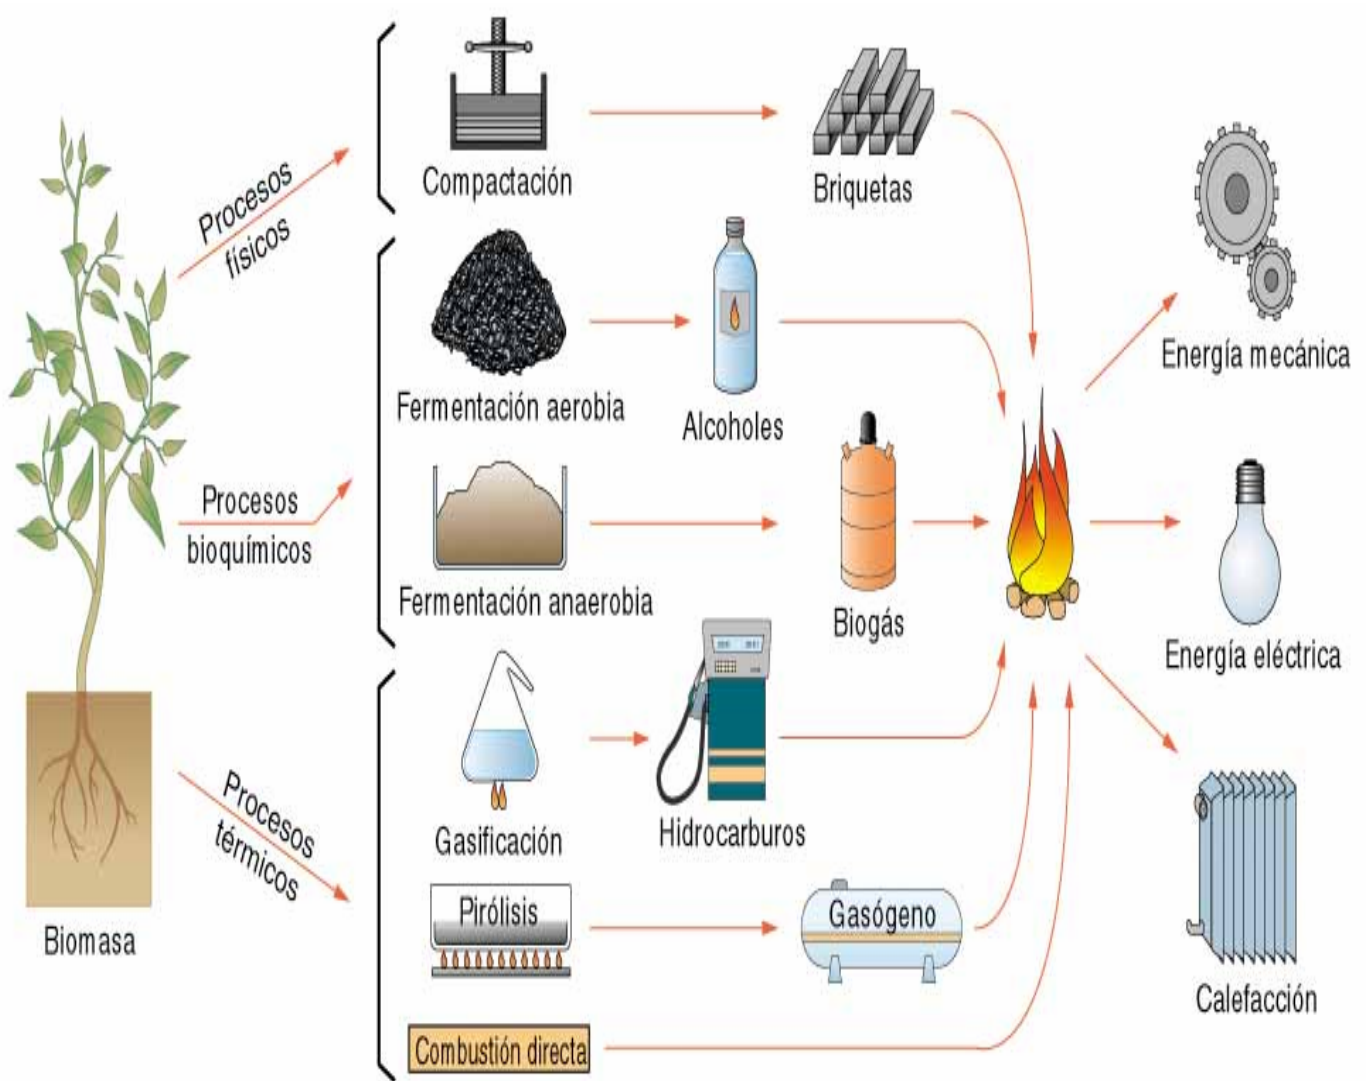 Compactación
Briquetas
Procesos
físicos
Fermentación aerobia
Alcoholes
Energía mecánica
Procesos
bioquímicos
Fermentación anaerobia
Biogás
Energía eléctrica
Procesos
térmicos
Gasificación
Hidrocarburos
Biomasa
Pirólisis
Gasógeno
Calefacción
Combustión directa